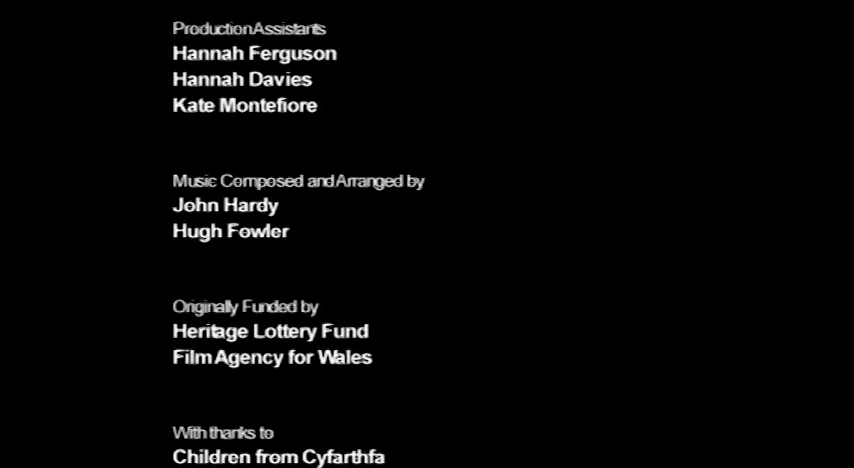 Production Assistants
Hannah Ferguson
Hannah Davies
Kate Montefiore
Music Composed and Arranged by
John Hardy
Hugh Fowler
Originally Funded by
Heritage Lottery Fund
Film Agency for Wales
With thanks to
Children from Cyfarthfa